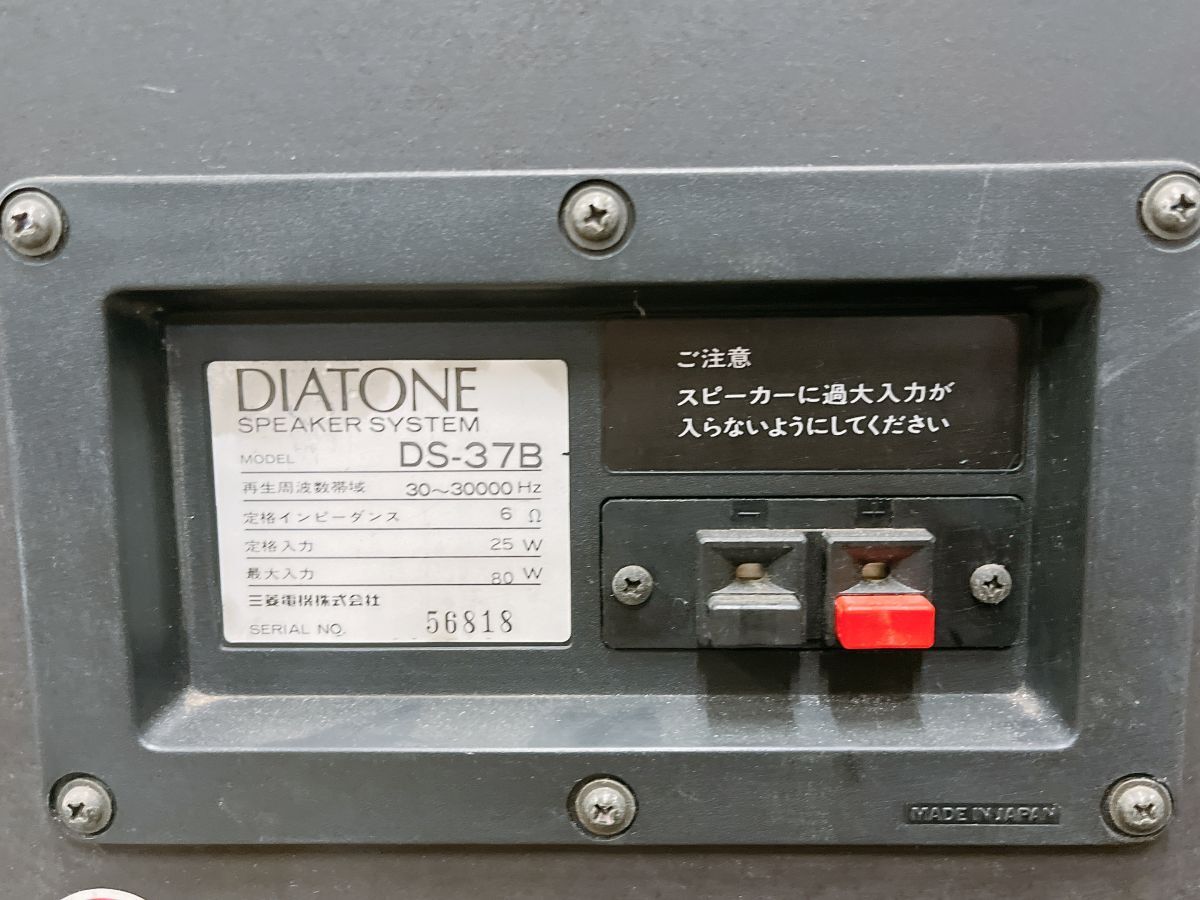 DIATONE
SPEAKER SYSTEM
MODEL DS-37B
再生周波数帯域 30〜30000 Hz
定格インピーダンス 6 Ω
定格入力 25 W
最大入力 80 W
三菱電機株式会社
SERIAL NO. 56818
ご注意
スピーカーに過大入力が
入らないようにしてください
− +
MADE IN JAPAN